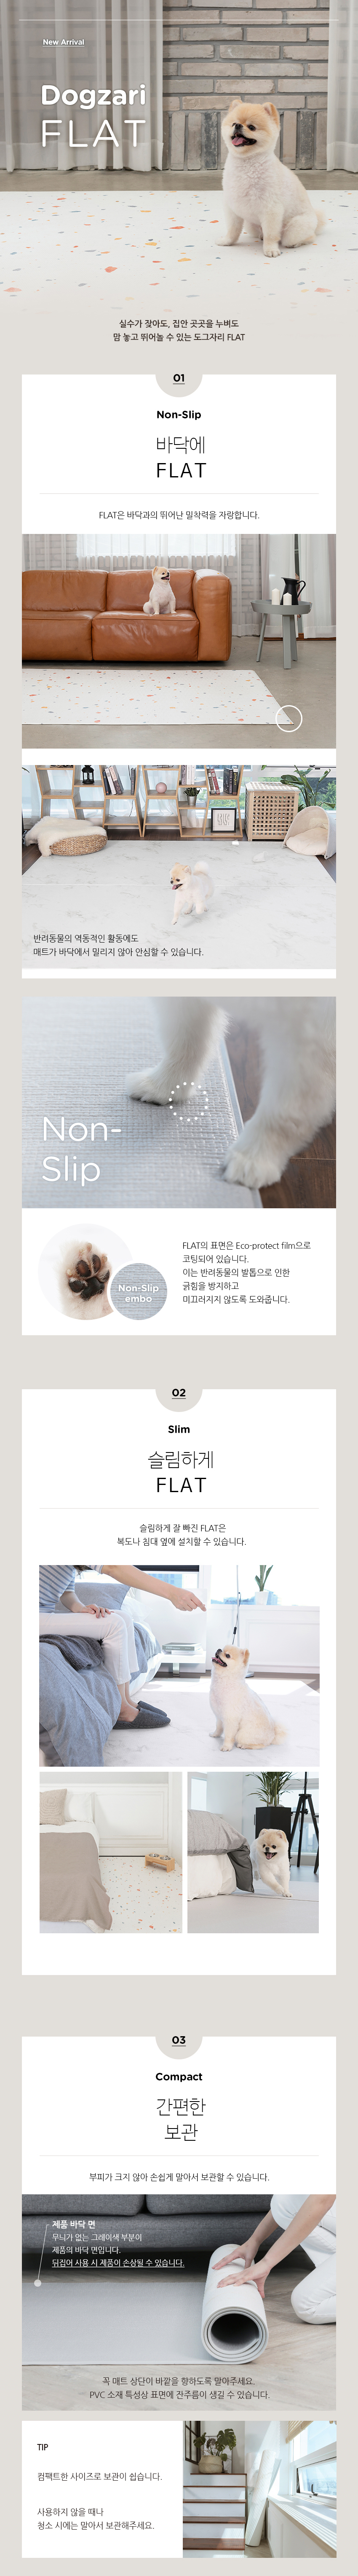 New Arrival
Dogzari
FLAT
실수가 잦아도, 집안 곳곳을 누벼도
맘 놓고 뛰어놀 수 있는 도그자리 FLAT
01
Non-Slip
바닥에
FLAT
FLAT은 바닥과의 뛰어난 밀착력을 자랑합니다.
반려동물의 역동적인 활동에도
매트가 바닥에서 밀리지 않아 안심할 수 있습니다.
Non-
Slip
FLAT의 표면은 Eco-protect film으로
코팅되어 있습니다.
이는 반려동물의 발톱으로 인한
긁힘을 방지하고
미끄러지지 않도록 도와줍니다.
Non-Slip
embo
02
Slim
슬림하게
FLAT
슬림하게 잘 빠진 FLAT은
복도나 침대 옆에 설치할 수 있습니다.
03
Compact
간편한
보관
부피가 크지 않아 손쉽게 말아서 보관할 수 있습니다.
제품 바닥 면
무늬가 없는 그레이색 부분이
제품의 바닥 면입니다.
뒤집어 사용 시 제품이 손상될 수 있습니다.
꼭 매트 상단이 바깥을 향하도록 말아주세요.
PVC 소재 특성상 표면에 잔주름이 생길 수 있습니다.
TIP
컴팩트한 사이즈로 보관이 쉽습니다.
사용하지 않을 때나
청소 시에는 말아서 보관해주세요.